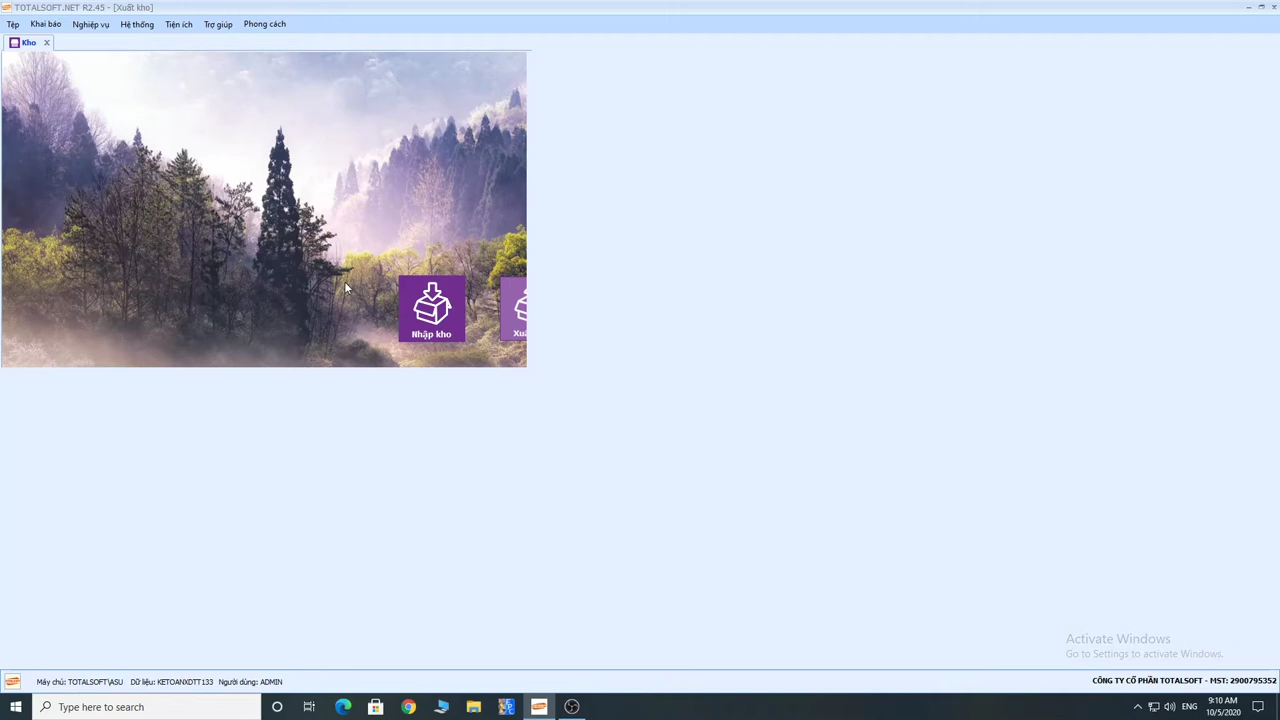 TOTALSOFT.NET R2.45 - [Xuất kho]
Tệp Khai báo Nghiệp vụ Hệ thống Tiện ích Trợ giúp Phong cách
Kho
Nhập kho
Activate Windows
Go to Settings to activate Windows.
Máy chủ: TOTALSOFT\ASU Dữ liệu: KETOANXDTT133 Người dùng: ADMIN
CÔNG TY CỔ PHẦN TOTALSOFT - MST: 2900795352
Type here to search
ENG
9:10 AM
10/5/2020